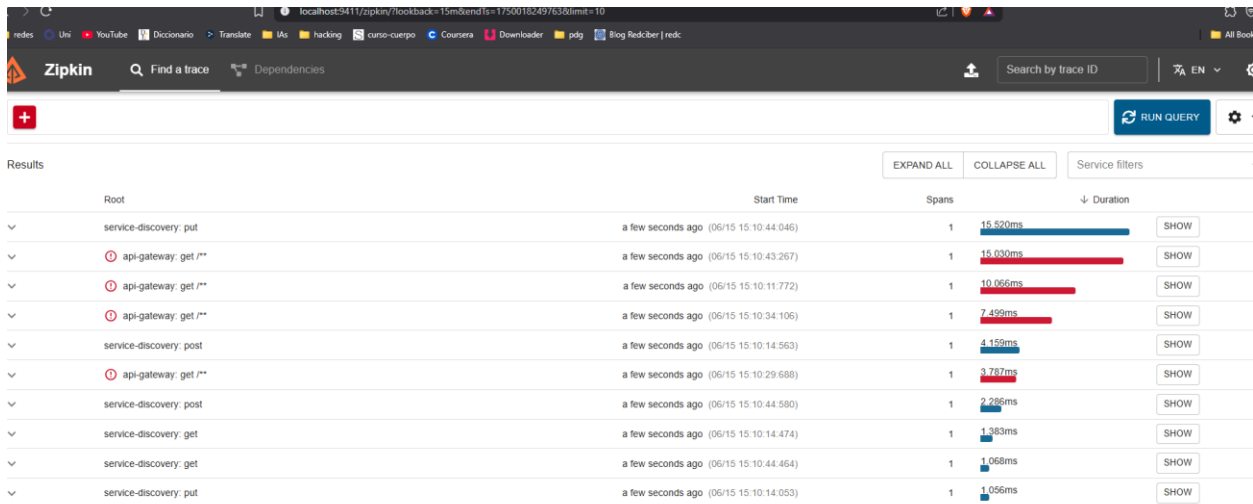 localhost:9411/zipkin/?lookback=15m&endTs=1750018249763&limit=10
redes Uni YouTube Diccionario Translate IAs hacking curso-cuerpo Coursera Downloader pdg Blog Redciber | redc All Book
Zipkin Find a trace Dependencies Search by trace ID EN
RUN QUERY
Results EXPAND ALL COLLAPSE ALL Service filters
Root Start Time Spans Duration
service-discovery: put a few seconds ago (06/15 15:10:44:046) 1 15.520ms SHOW
api-gateway: get /** a few seconds ago (06/15 15:10:43:267) 1 15.030ms SHOW
api-gateway: get /** a few seconds ago (06/15 15:10:11:772) 1 10.066ms SHOW
api-gateway: get /** a few seconds ago (06/15 15:10:34:106) 1 7.499ms SHOW
service-discovery: post a few seconds ago (06/15 15:10:14:563) 1 4.159ms SHOW
api-gateway: get /** a few seconds ago (06/15 15:10:29:688) 1 3.787ms SHOW
service-discovery: post a few seconds ago (06/15 15:10:44:580) 1 2.286ms SHOW
service-discovery: get a few seconds ago (06/15 15:10:14:474) 1 1.383ms SHOW
service-discovery: get a few seconds ago (06/15 15:10:44:464) 1 1.068ms SHOW
service-discovery: put a few seconds ago (06/15 15:10:14:053) 1 1.056ms SHOW